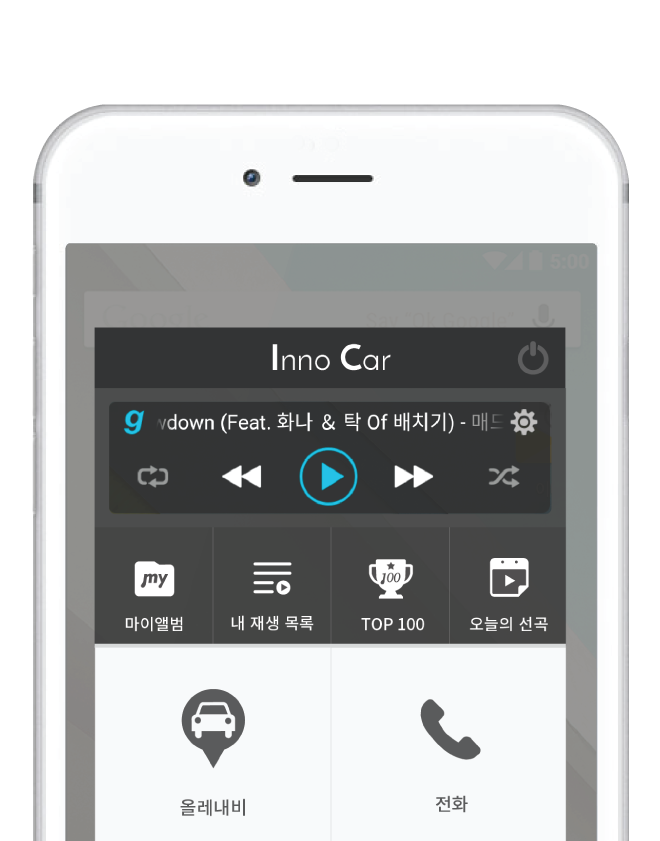 5:00
Google
Say "Ok Google"
Inno Car
g wdown (Feat. 화나 & 탁 Of 배치기) - 매드
my
100
마이앨범
내 재생 목록
TOP 100
오늘의 선곡
올레내비
전화